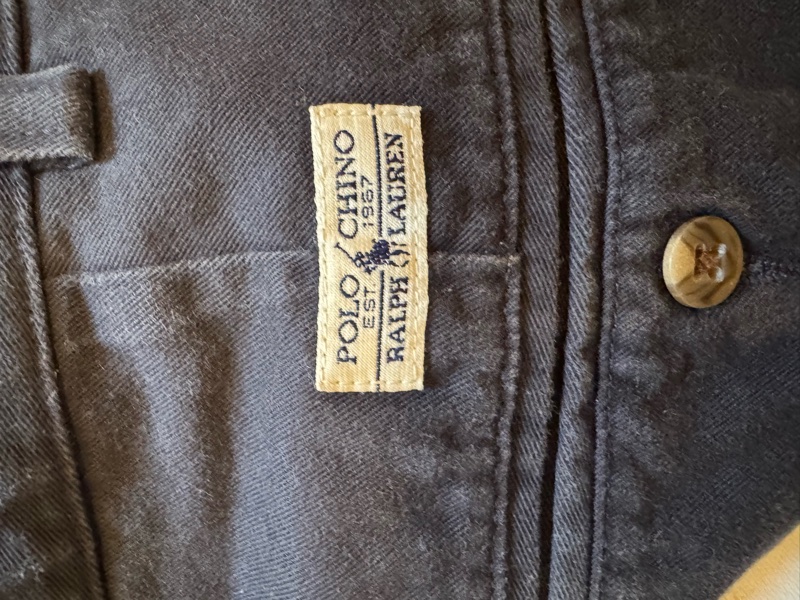 POLO CHINO
EST 1967
RALPH LAUREN